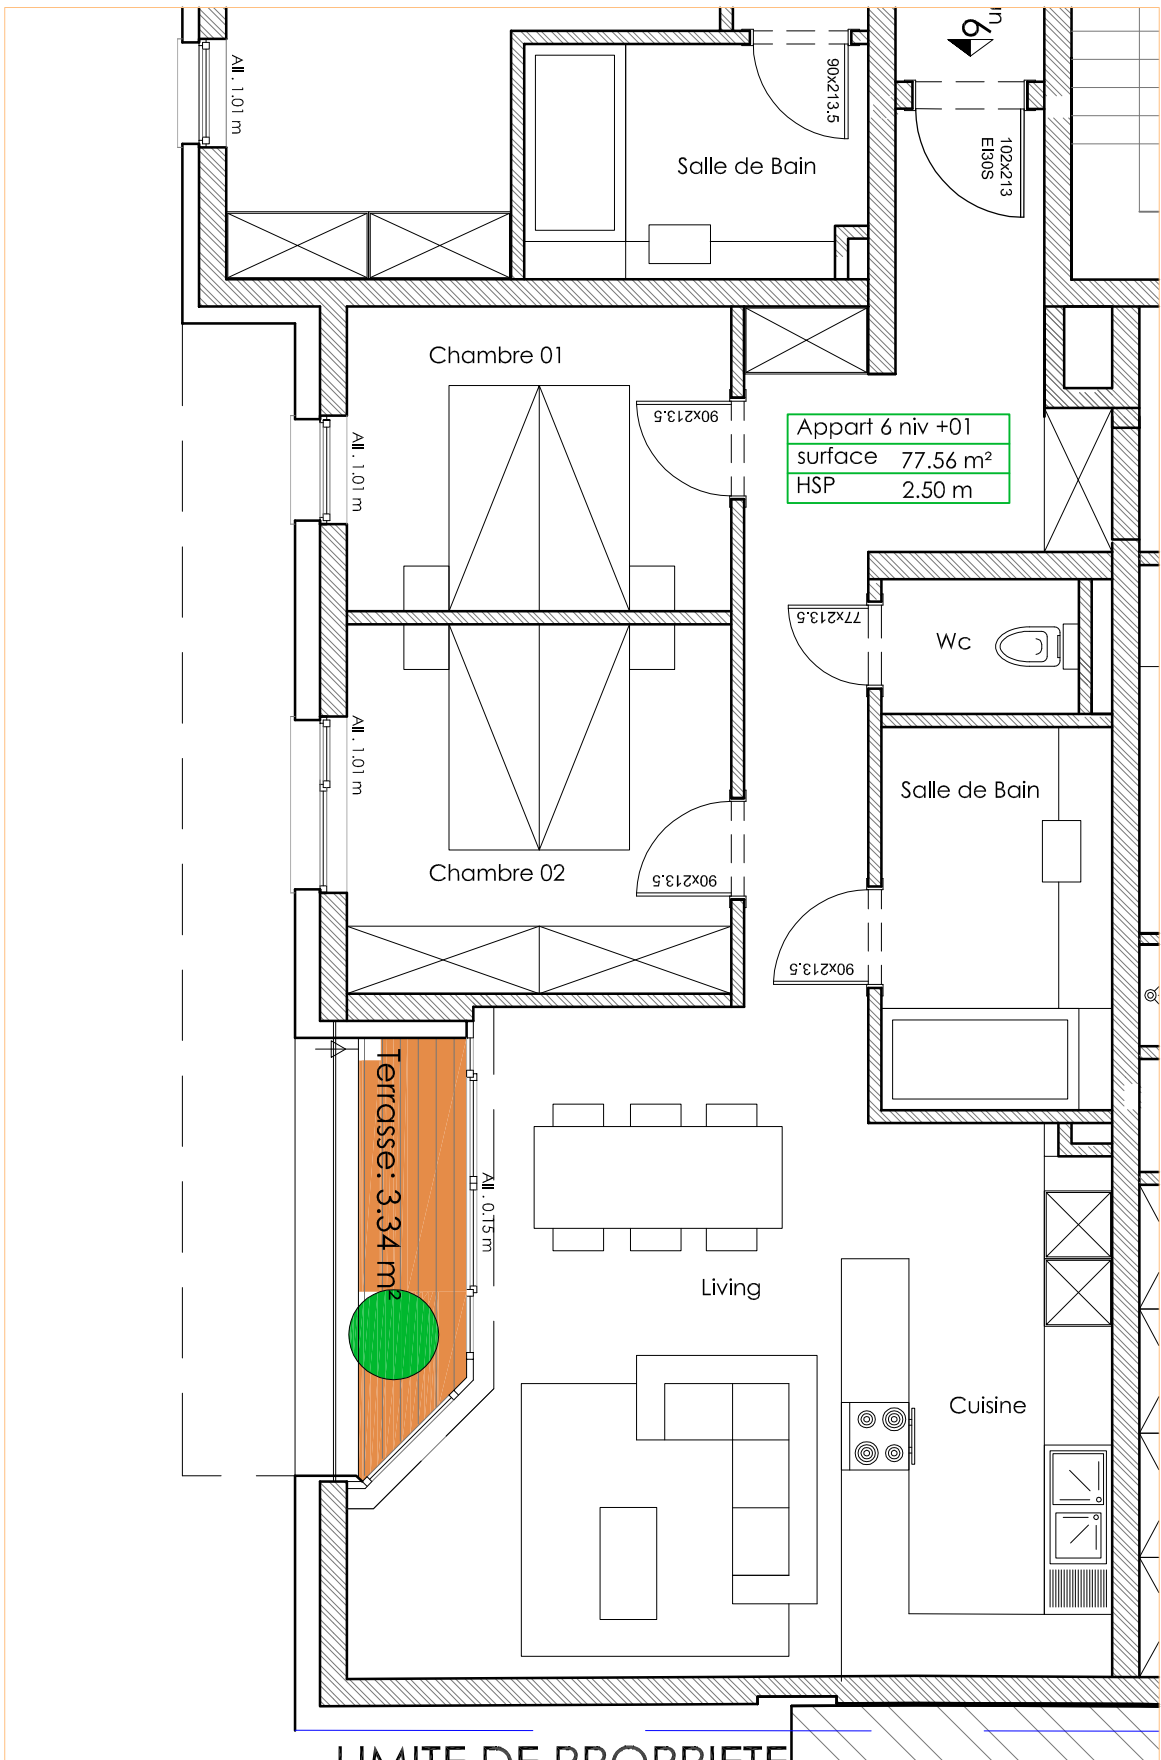 6
All . 1.01 m
90x213.5
Salle de Bain
102x213
EI30S
Chambre 01
90x213.5
All . 1.01 m
Appart 6 niv +01
surface 77.56 m²
HSP 2.50 m
77x213.5
Wc
All . 1.01 m
Salle de Bain
Chambre 02
90x213.5
90x213.5
Terrasse: 3.34 m²
All . 0.15 m
Living
Cuisine
LIMITE DE PROPRIETE